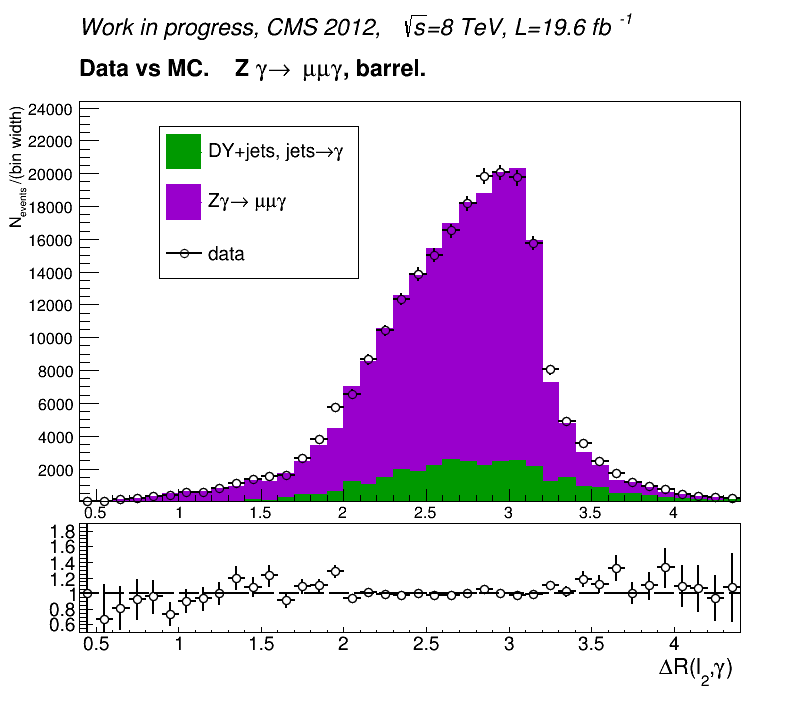 Work in progress, CMS 2012, √s=8 TeV, L=19.6 fb⁻¹
Data vs MC. Z γ→ μμγ, barrel.
N_events /(bin width)
24000
22000
20000
18000
16000
14000
12000
10000
8000
6000
4000
2000
DY+jets, jets→γ
Zγ→ μμγ
data
0.5 1 1.5 2 2.5 3 3.5 4
1.8
1.6
1.4
1.2
1
0.8
0.6
0.5 1 1.5 2 2.5 3 3.5 4
ΔR(l₂,γ)